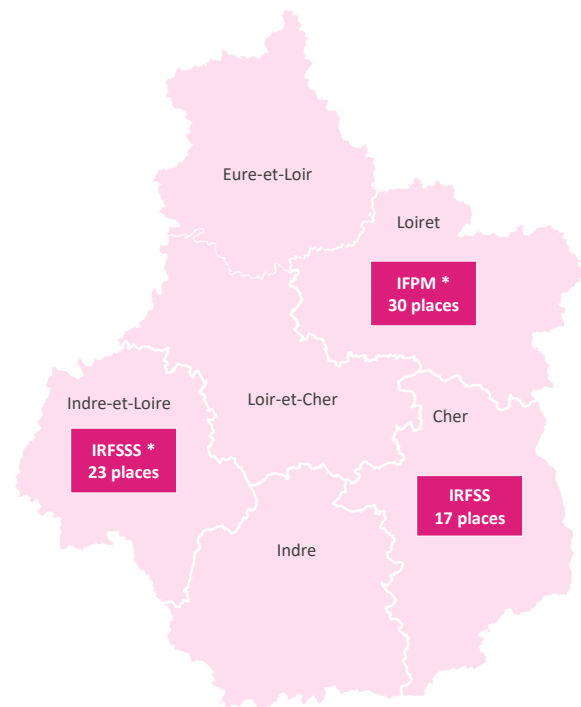 Eure-et-Loir
Loiret
IFPM *
30 places
Indre-et-Loire
Loir-et-Cher
Cher
IRFSSS *
23 places
IRFSS
17 places
Indre